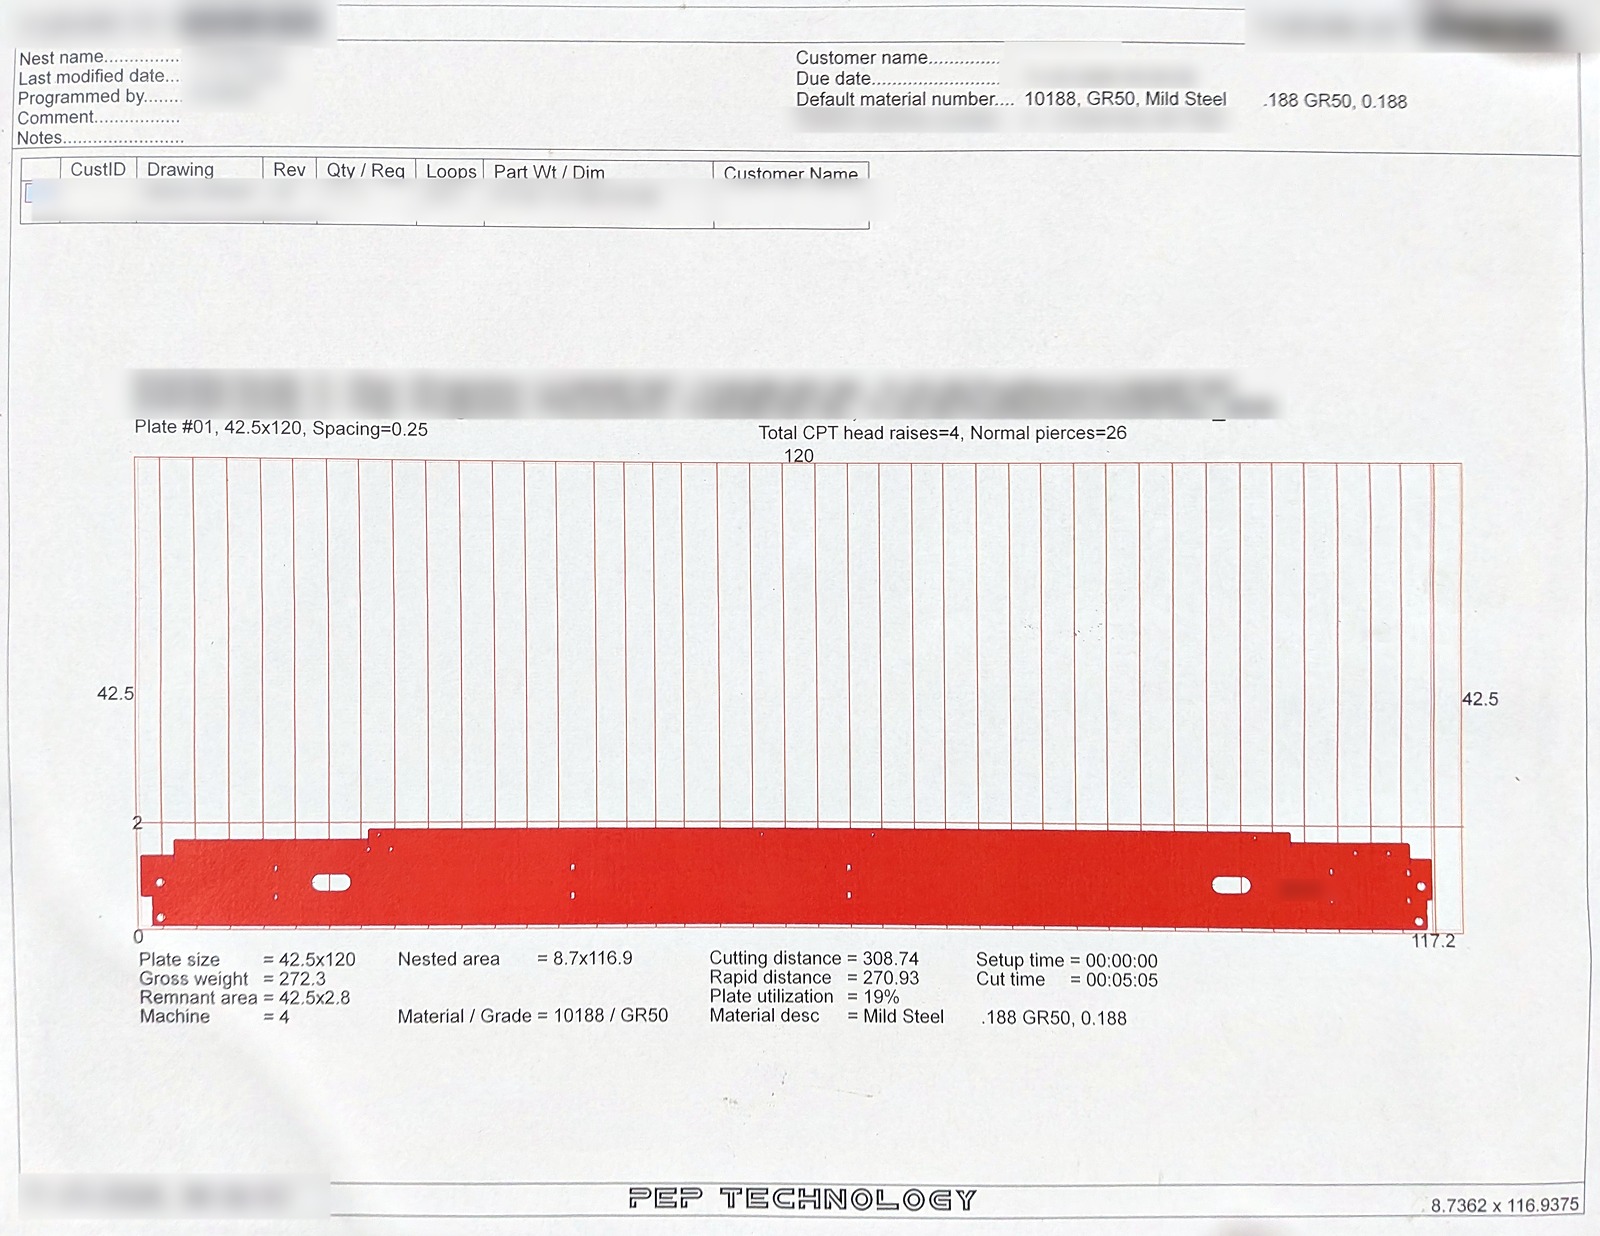 Nest name..................
Last modified date...
Programmed by.......
Comment.................
Notes........................
Customer name..............
Due date.........................
Default material number.... 10188, GR50, Mild Steel .188 GR50, 0.188
CustID Drawing Rev Qty / Req Loops Part Wt / Dim Customer Name
Plate #01, 42.5x120, Spacing=0.25
Total CPT head raises=4, Normal pierces=26
120
42.5
42.5
2
0
117.2
Plate size = 42.5x120
Gross weight = 272.3
Remnant area = 42.5x2.8
Machine = 4
Nested area = 8.7x116.9
Material / Grade = 10188 / GR50
Cutting distance = 308.74
Rapid distance = 270.93
Plate utilization = 19%
Material desc = Mild Steel .188 GR50, 0.188
Setup time = 00:00:00
Cut time = 00:05:05
PEP TECHNOLOGY
8.7362 x 116.9375